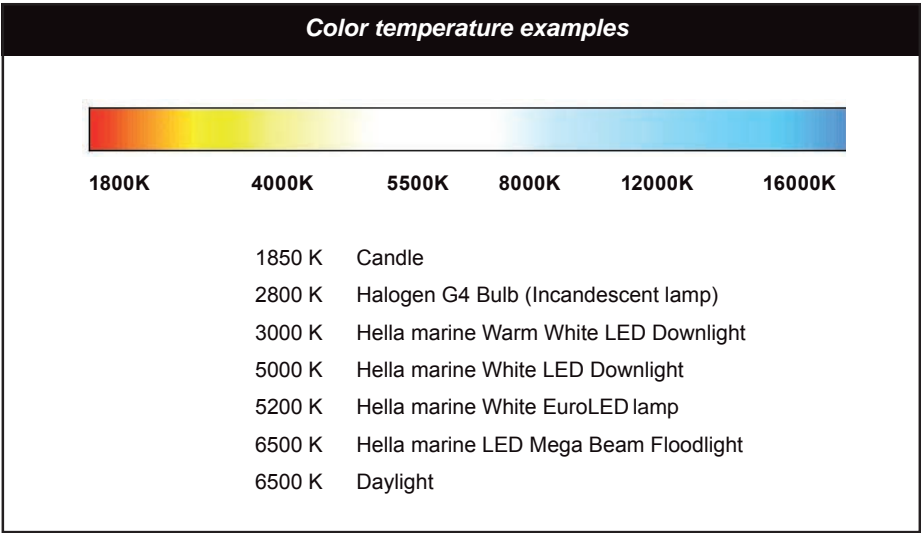 Color temperature examples
1800K 4000K 5500K 8000K 12000K 16000K
1850 K Candle
2800 K Halogen G4 Bulb (Incandescent lamp)
3000 K Hella marine Warm White LED Downlight
5000 K Hella marine White LED Downlight
5200 K Hella marine White EuroLED lamp
6500 K Hella marine LED Mega Beam Floodlight
6500 K Daylight